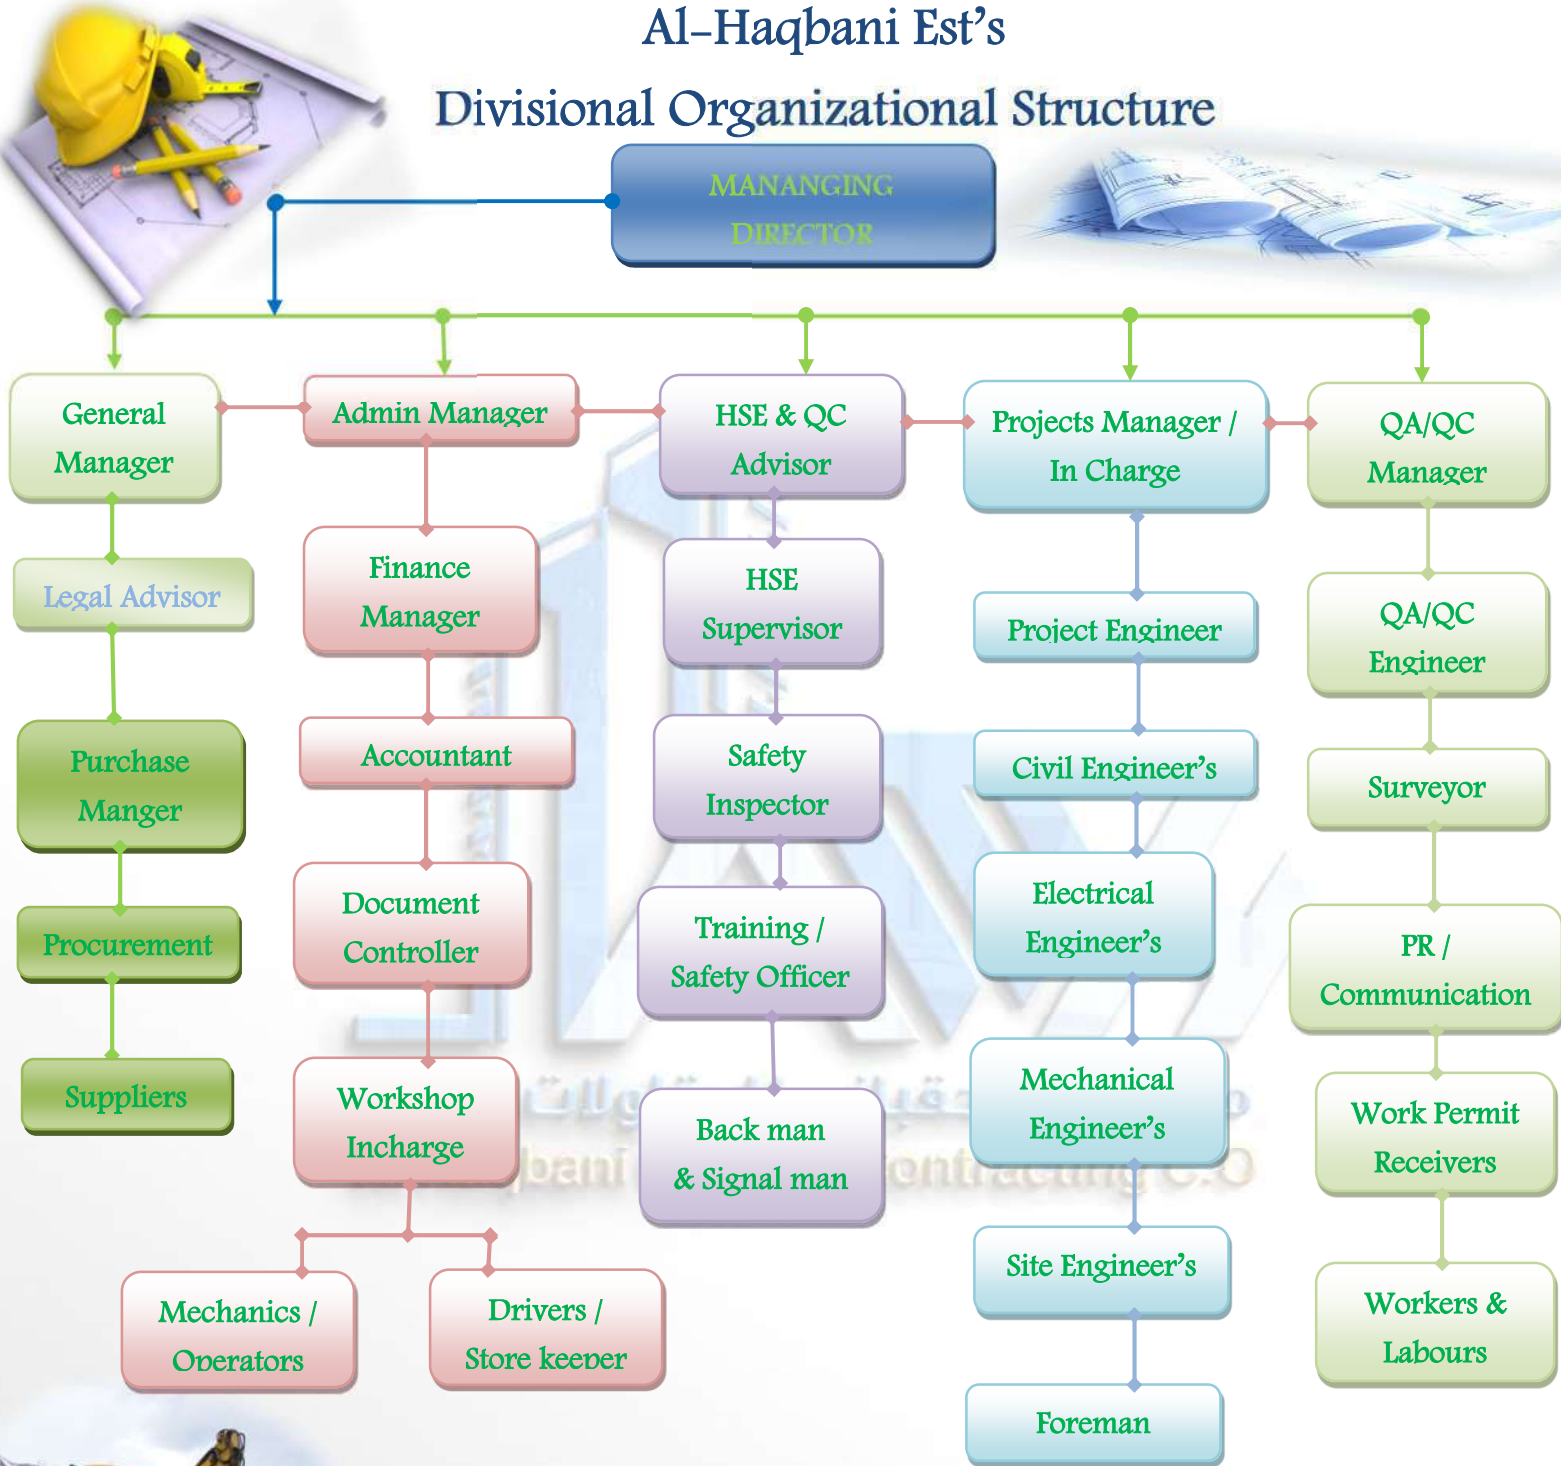 Al-Haqbani Est's
Divisional Organizational Structure
MANANGING
DIRECTOR
General
Manager
Admin Manager
HSE & QC
Advisor
Projects Manager /
In Charge
QA/QC
Manager
Legal Advisor
Finance
Manager
HSE
Supervisor
Project Engineer
QA/QC
Engineer
Purchase
Manger
Accountant
Safety
Inspector
Civil Engineer's
Surveyor
Procurement
Document
Controller
Training /
Safety Officer
Electrical
Engineer's
PR /
Communication
Suppliers
Workshop
Incharge
Back man
& Signal man
Mechanical
Engineer's
Work Permit
Receivers
Mechanics /
Operators
Drivers /
Store keeper
Site Engineer's
Workers &
Labours
Foreman